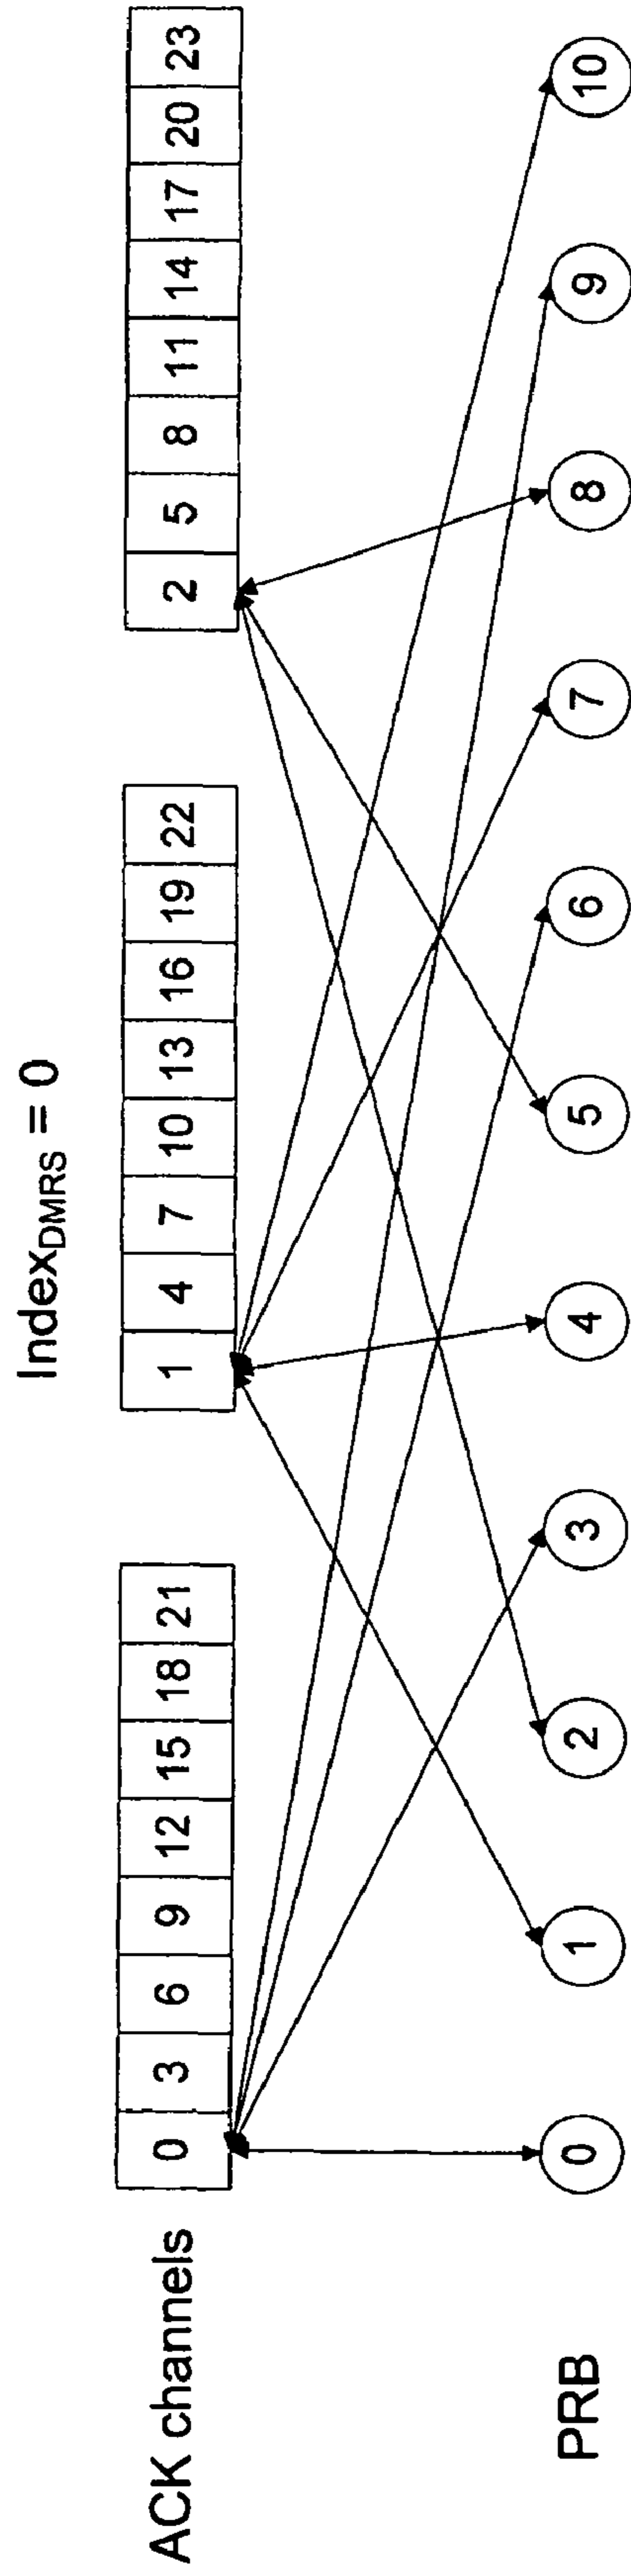 Index_DMRS = 0
ACK channels 0 3 6 9 12 15 18 21 1 4 7 10 13 16 19 22 2 5 8 11 14 17 20 23
PRB 0 1 2 3 4 5 6 7 8 9 10